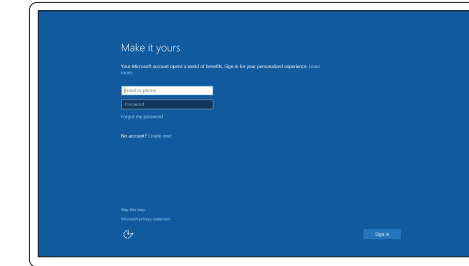 Make it yours
Your Microsoft account opens a world of benefits. Sign in for your personalized experience. Learn
more.
Email or phone
Password
Forgot my password
No account? Create one!
Skip this step
Microsoft privacy statement
Sign in